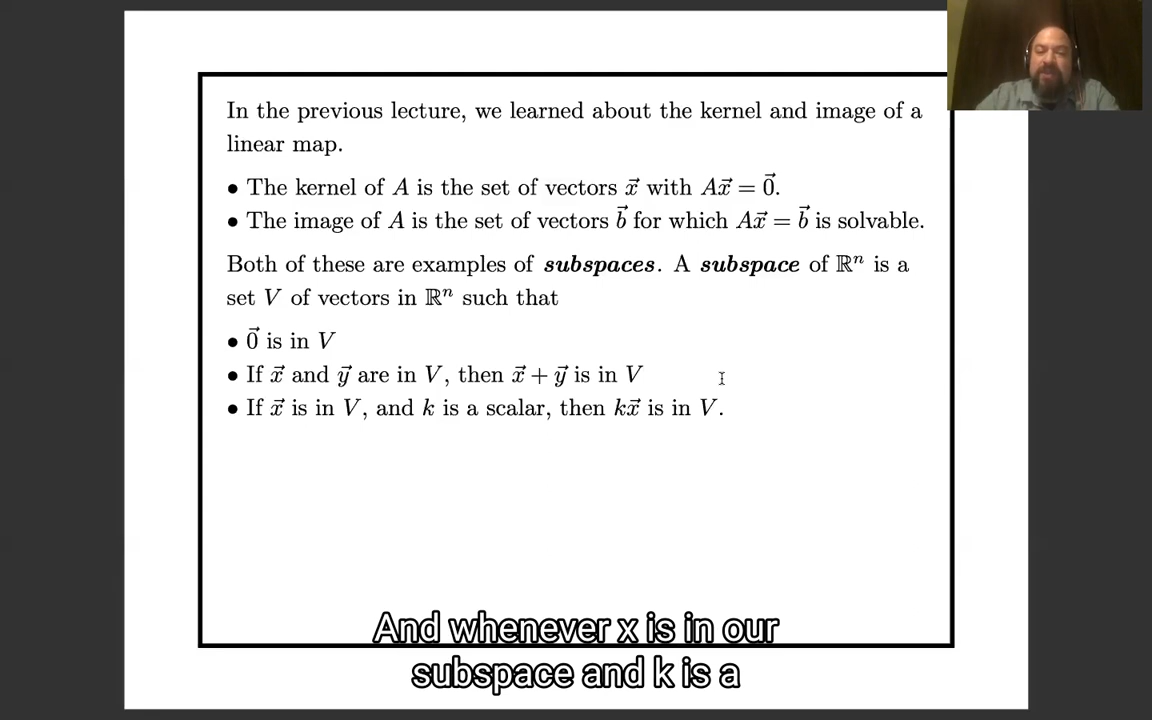 In the previous lecture, we learned about the kernel and image of a
linear map.
• The kernel of A is the set of vectors x⃗ with Ax⃗ = 0⃗.
• The image of A is the set of vectors b⃗ for which Ax⃗ = b⃗ is solvable.
Both of these are examples of subspaces. A subspace of ℝⁿ is a
set V of vectors in ℝⁿ such that
• 0⃗ is in V
• If x⃗ and y⃗ are in V, then x⃗ + y⃗ is in V
• If x⃗ is in V, and k is a scalar, then kx⃗ is in V.
And whenever x is in our
subspace and k is a